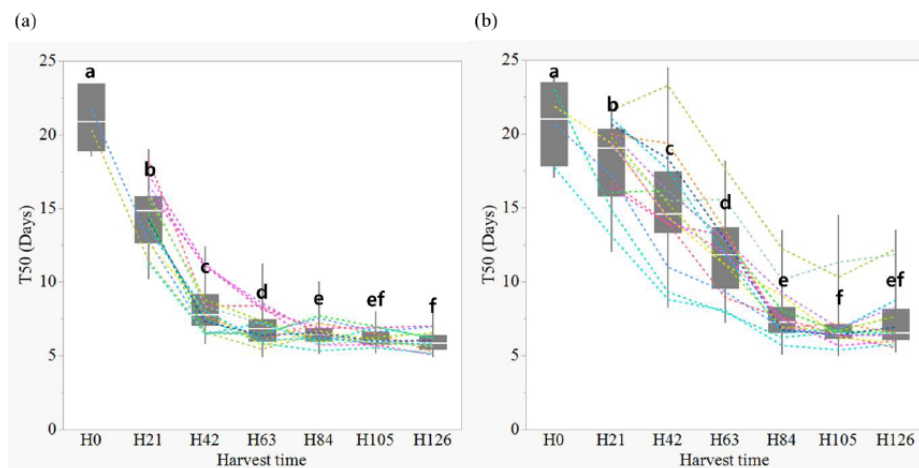 (a)
(b)
25
20
15
10
5
0
T50 (Days)
a
b
c
d
e
ef
f
H0 H21 H42 H63 H84 H105 H126
Harvest time
25
20
15
10
5
0
T50 (Days)
a
b
c
d
e
f
ef
H0 H21 H42 H63 H84 H105 H126
Harvest time